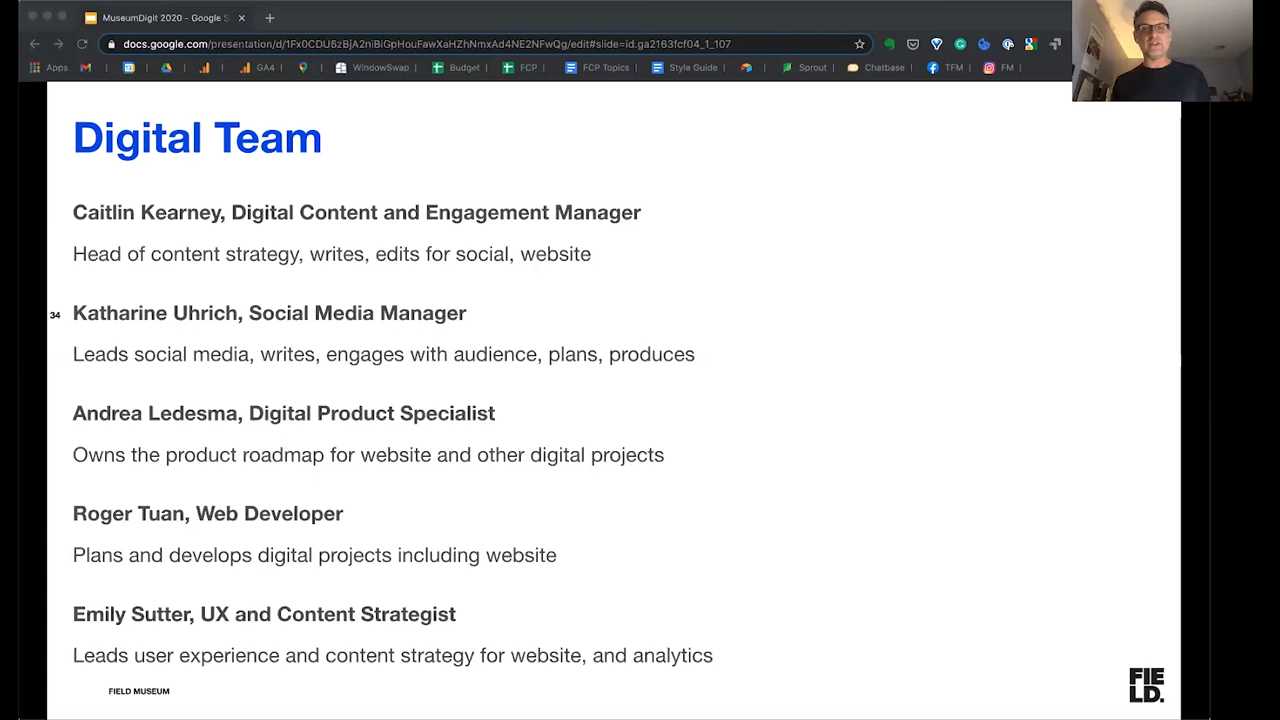 MuseumDigit 2020 - Google S
docs.google.com/presentation/d/1Fx0CDU5zBjA2niBiGpHouFawXaHZhNmxAd4NE2NFwQg/edit#slide=id.ga2163fcf04_1_107
Apps GA4 WindowSwap Budget FCP FCP Topics Style Guide Sprout Chatbase TFM FM
Digital Team
Caitlin Kearney, Digital Content and Engagement Manager
Head of content strategy, writes, edits for social, website
34
Katharine Uhrich, Social Media Manager
Leads social media, writes, engages with audience, plans, produces
Andrea Ledesma, Digital Product Specialist
Owns the product roadmap for website and other digital projects
Roger Tuan, Web Developer
Plans and develops digital projects including website
Emily Sutter, UX and Content Strategist
Leads user experience and content strategy for website, and analytics
FIELD MUSEUM
FIE
LD.